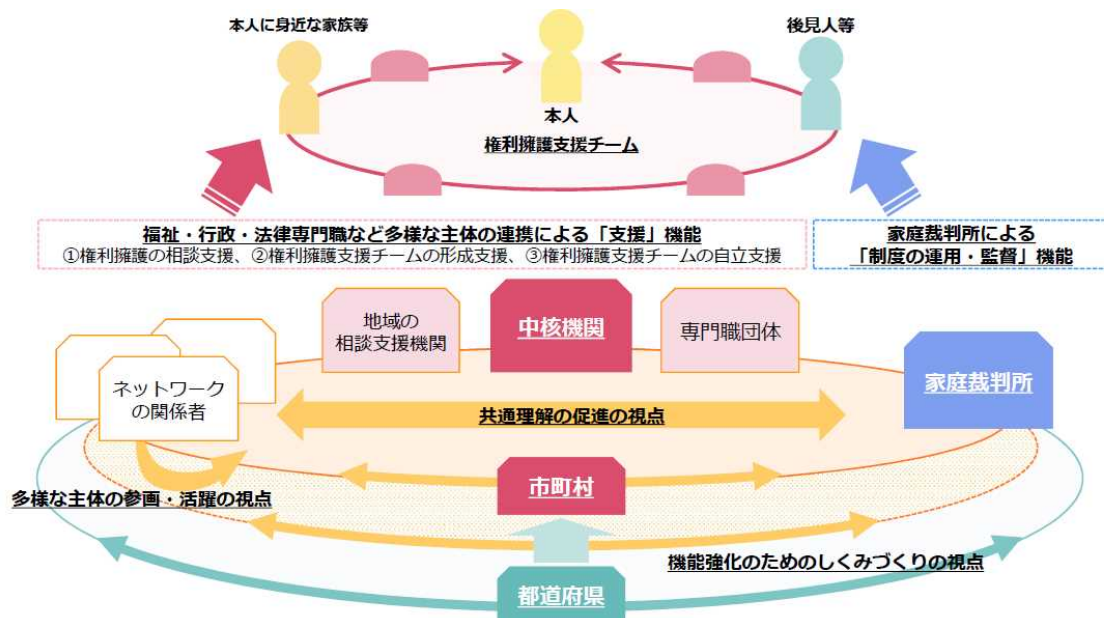 本人に身近な家族等
後見人等
本人
権利擁護支援チーム
福祉・行政・法律専門職など多様な主体の連携による「支援」機能
①権利擁護の相談支援、②権利擁護支援チームの形成支援、③権利擁護支援チームの自立支援
家庭裁判所による
「制度の運用・監督」機能
地域の
相談支援機関
中核機関
専門職団体
ネットワーク
の関係者
家庭裁判所
共通理解の促進の視点
市町村
多様な主体の参画・活躍の視点
機能強化のためのしくみづくりの視点
都道府県